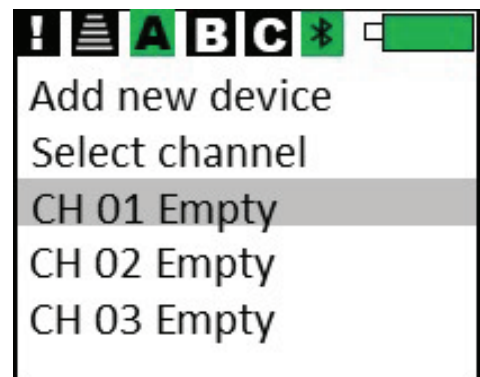 ! A B C
Add new device
Select channel
CH 01 Empty
CH 02 Empty
CH 03 Empty